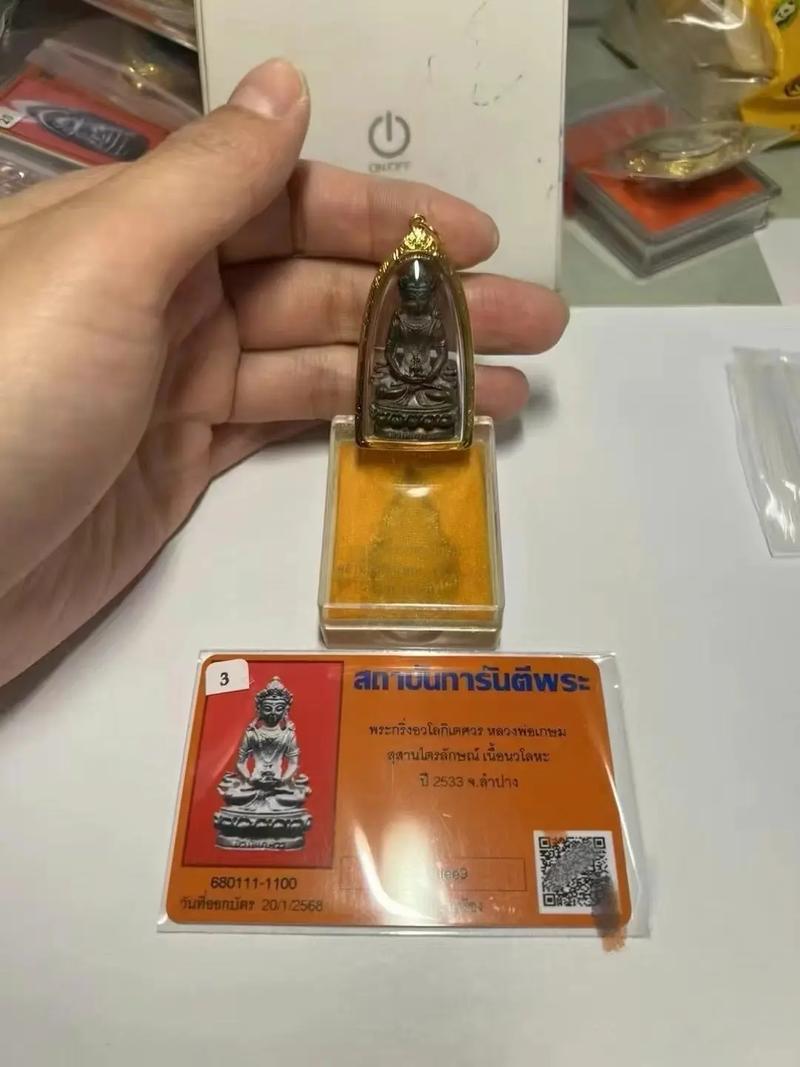 ON/OFF
25
3
สถาบันการันตีพระ
พระกริ่งอวโลกิเตศวร หลวงพ่อเกษม
สุสานไตรลักษณ์ เนื้อนวโลหะ
ปี 2533 จ.ลำปาง
680111-1100
วันที่ออกบัตร 20/1/2568